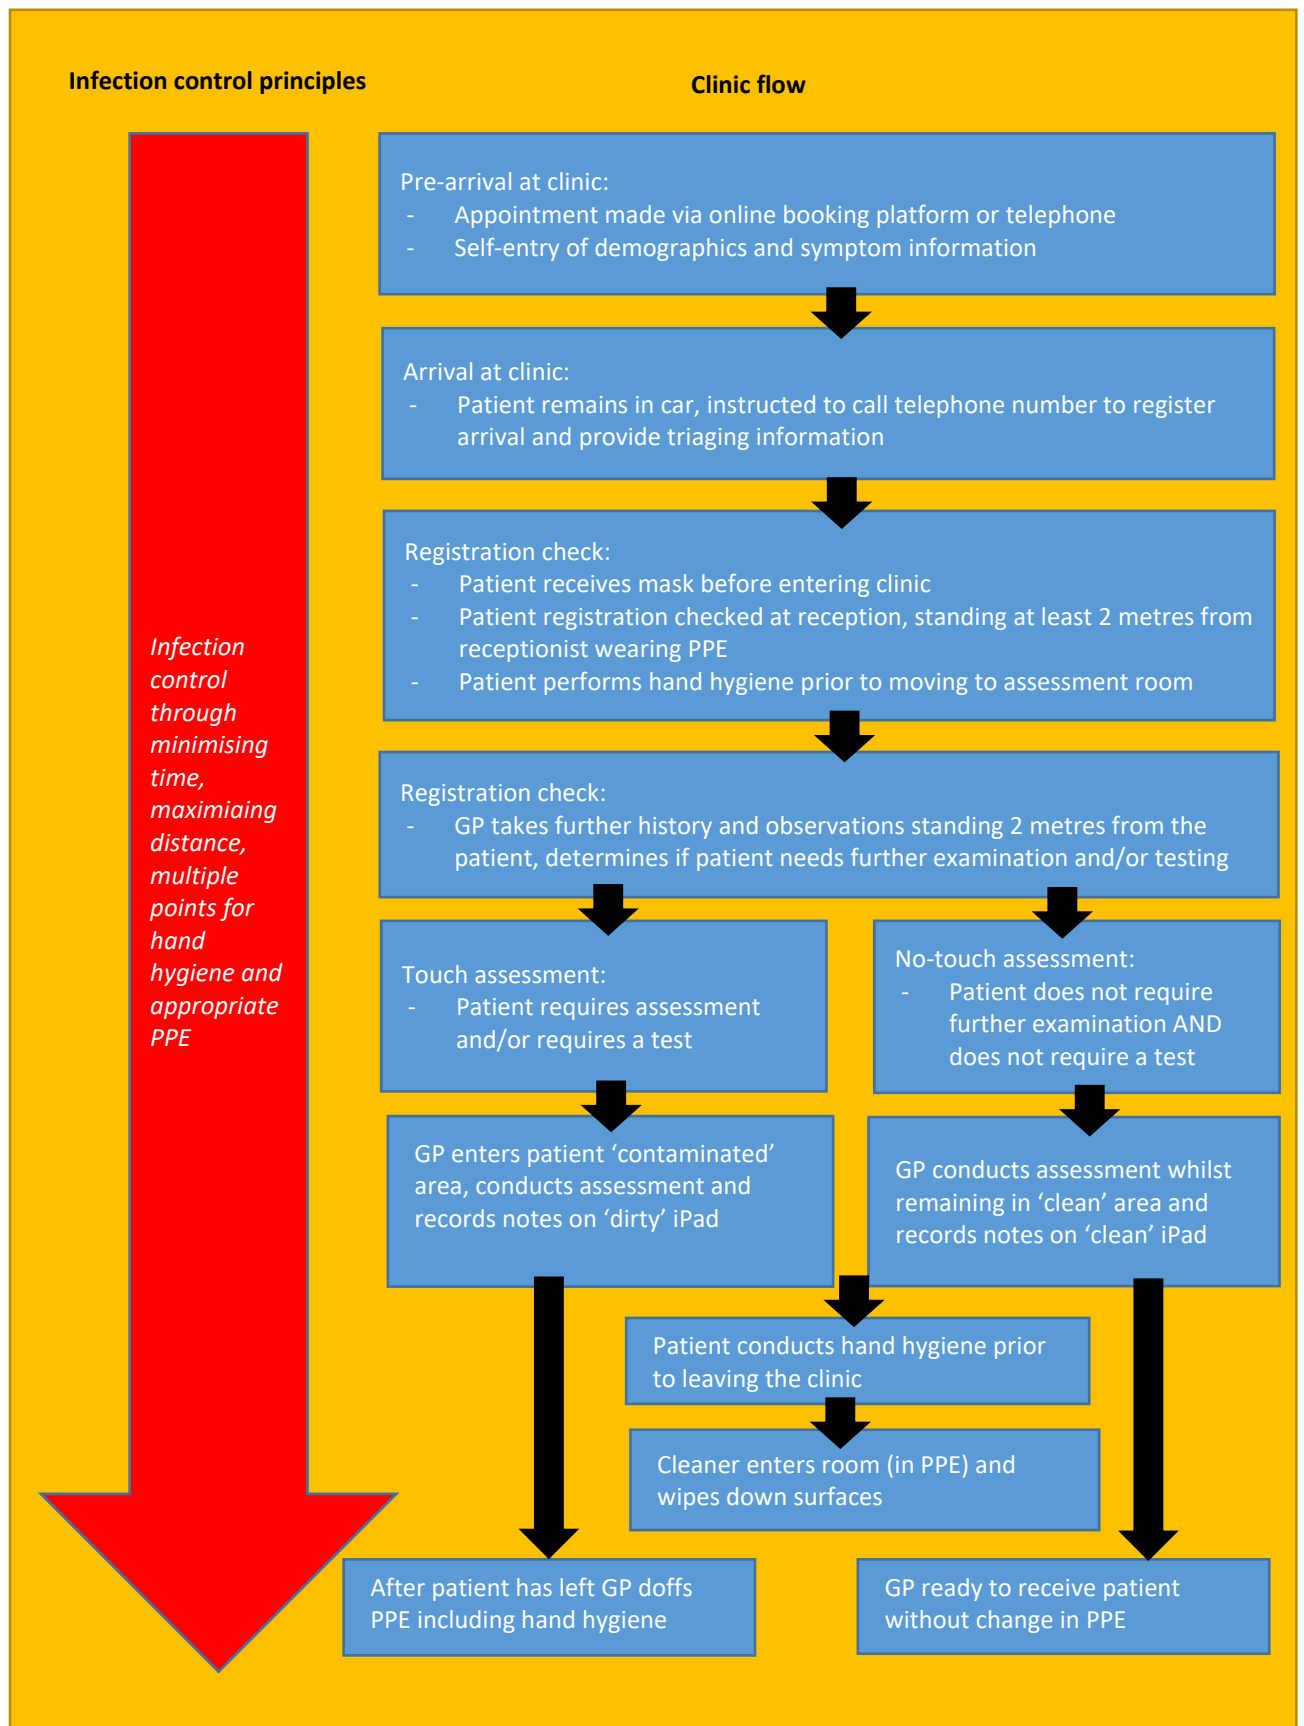 Infection control principles
Clinic flow
Pre-arrival at clinic:
- Appointment made via online booking platform or telephone
- Self-entry of demographics and symptom information
Arrival at clinic:
- Patient remains in car, instructed to call telephone number to register
arrival and provide triaging information
Registration check:
- Patient receives mask before entering clinic
- Patient registration checked at reception, standing at least 2 metres from
receptionist wearing PPE
- Patient performs hand hygiene prior to moving to assessment room
Infection
control
through
minimising
time,
maximiaing
distance,
multiple
points for
hand
hygiene and
appropriate
PPE
Registration check:
- GP takes further history and observations standing 2 metres from the
patient, determines if patient needs further examination and/or testing
Touch assessment:
- Patient requires assessment
and/or requires a test
No-touch assessment:
- Patient does not require
further examination AND
does not require a test
GP enters patient ‘contaminated’
area, conducts assessment and
records notes on ‘dirty’ iPad
GP conducts assessment whilst
remaining in ‘clean’ area and
records notes on ‘clean’ iPad
Patient conducts hand hygiene prior
to leaving the clinic
Cleaner enters room (in PPE) and
wipes down surfaces
After patient has left GP doffs
PPE including hand hygiene
GP ready to receive patient
without change in PPE